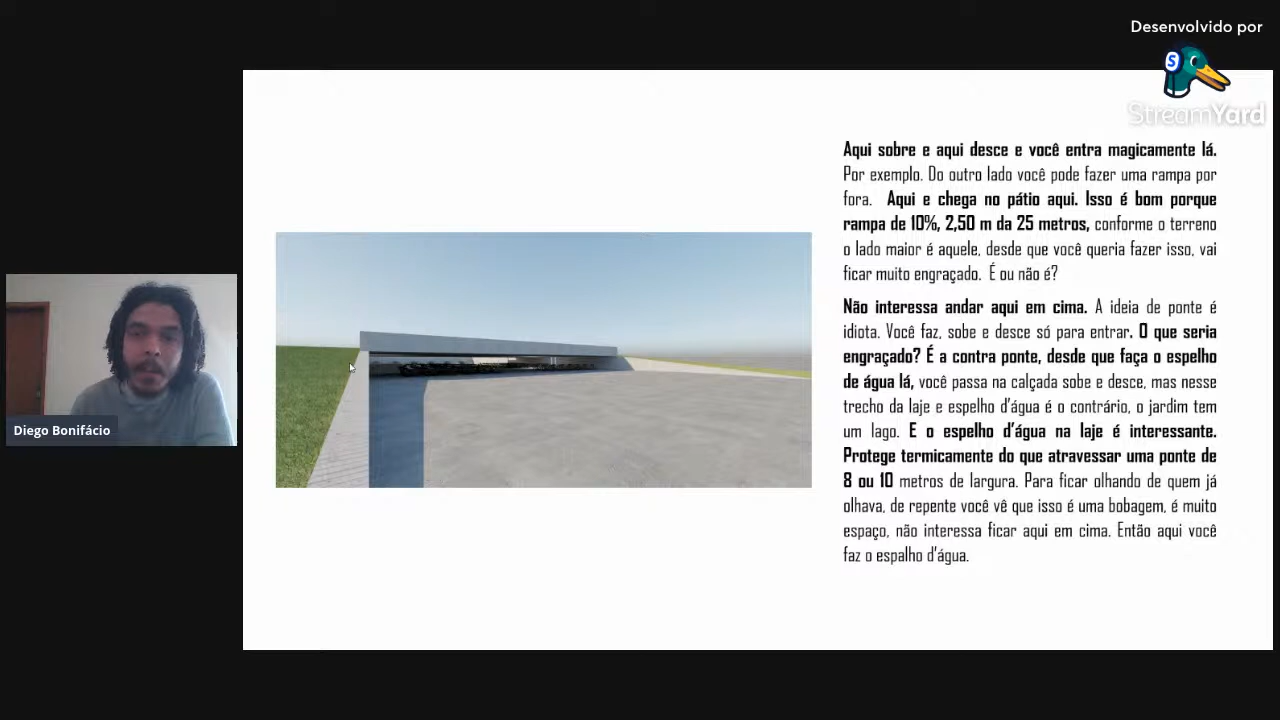 Desenvolvido por
StreamYard
Aqui sobre e aqui desce e você entra magicamente lá.
Por exemplo. Do outro lado você pode fazer uma rampa por
fora. Aqui e chega no pátio aqui. Isso é bom porque
rampa de 10%, 2,50 m da 25 metros, conforme o terreno
o lado maior é aquele, desde que você queria fazer isso, vai
ficar muito engraçado. É ou não é?
Não interessa andar aqui em cima. A ideia de ponte é
idiota. Você faz, sobe e desce só para entrar. O que seria
engraçado? É a contra ponte, desde que faça o espelho
de água lá, você passa na calçada sobe e desce, mas nesse
trecho da laje e espelho d'água é o contrário, o jardim tem
um lago. E o espelho d'água na laje é interessante.
Protege termicamente do que atravessar uma ponte de
8 ou 10 metros de largura. Para ficar olhando de quem já
olhava, de repente você vê que isso é uma bobagem, é muito
espaço, não interessa ficar aqui em cima. Então aqui você
faz o espalho d'água.
Diego Bonifácio